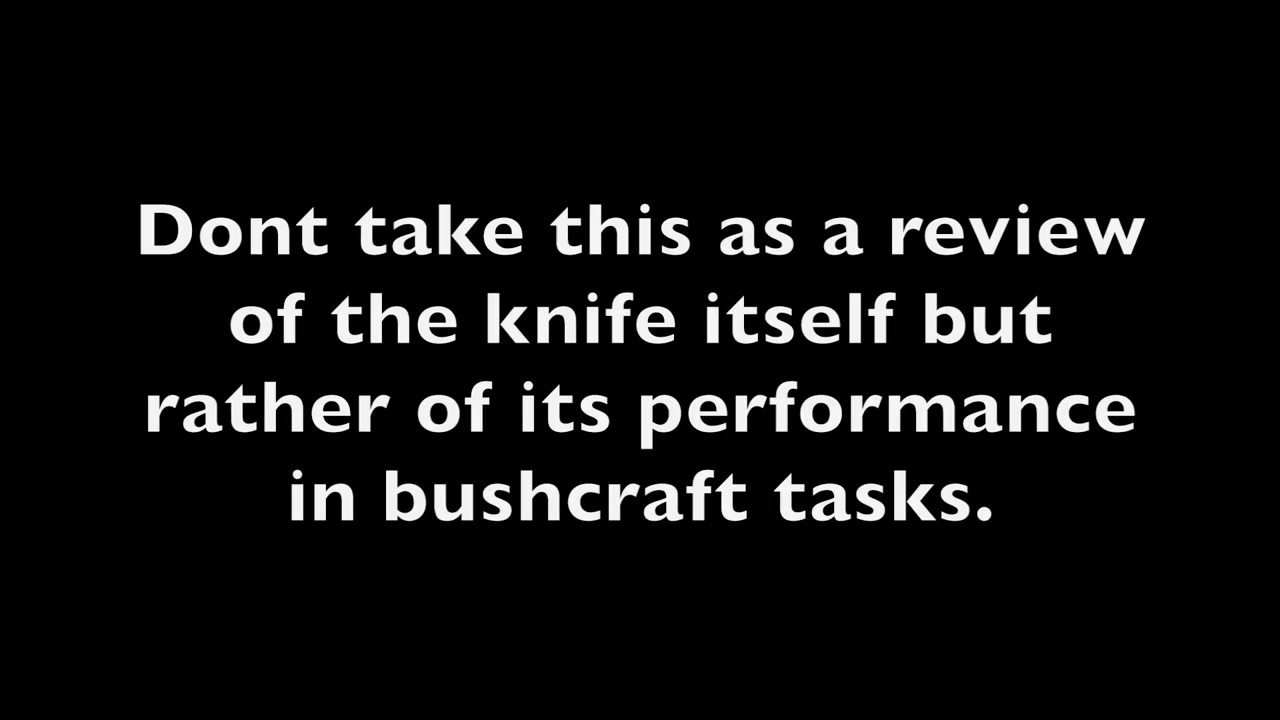 Dont take this as a review
of the knife itself but
rather of its performance
in bushcraft tasks.